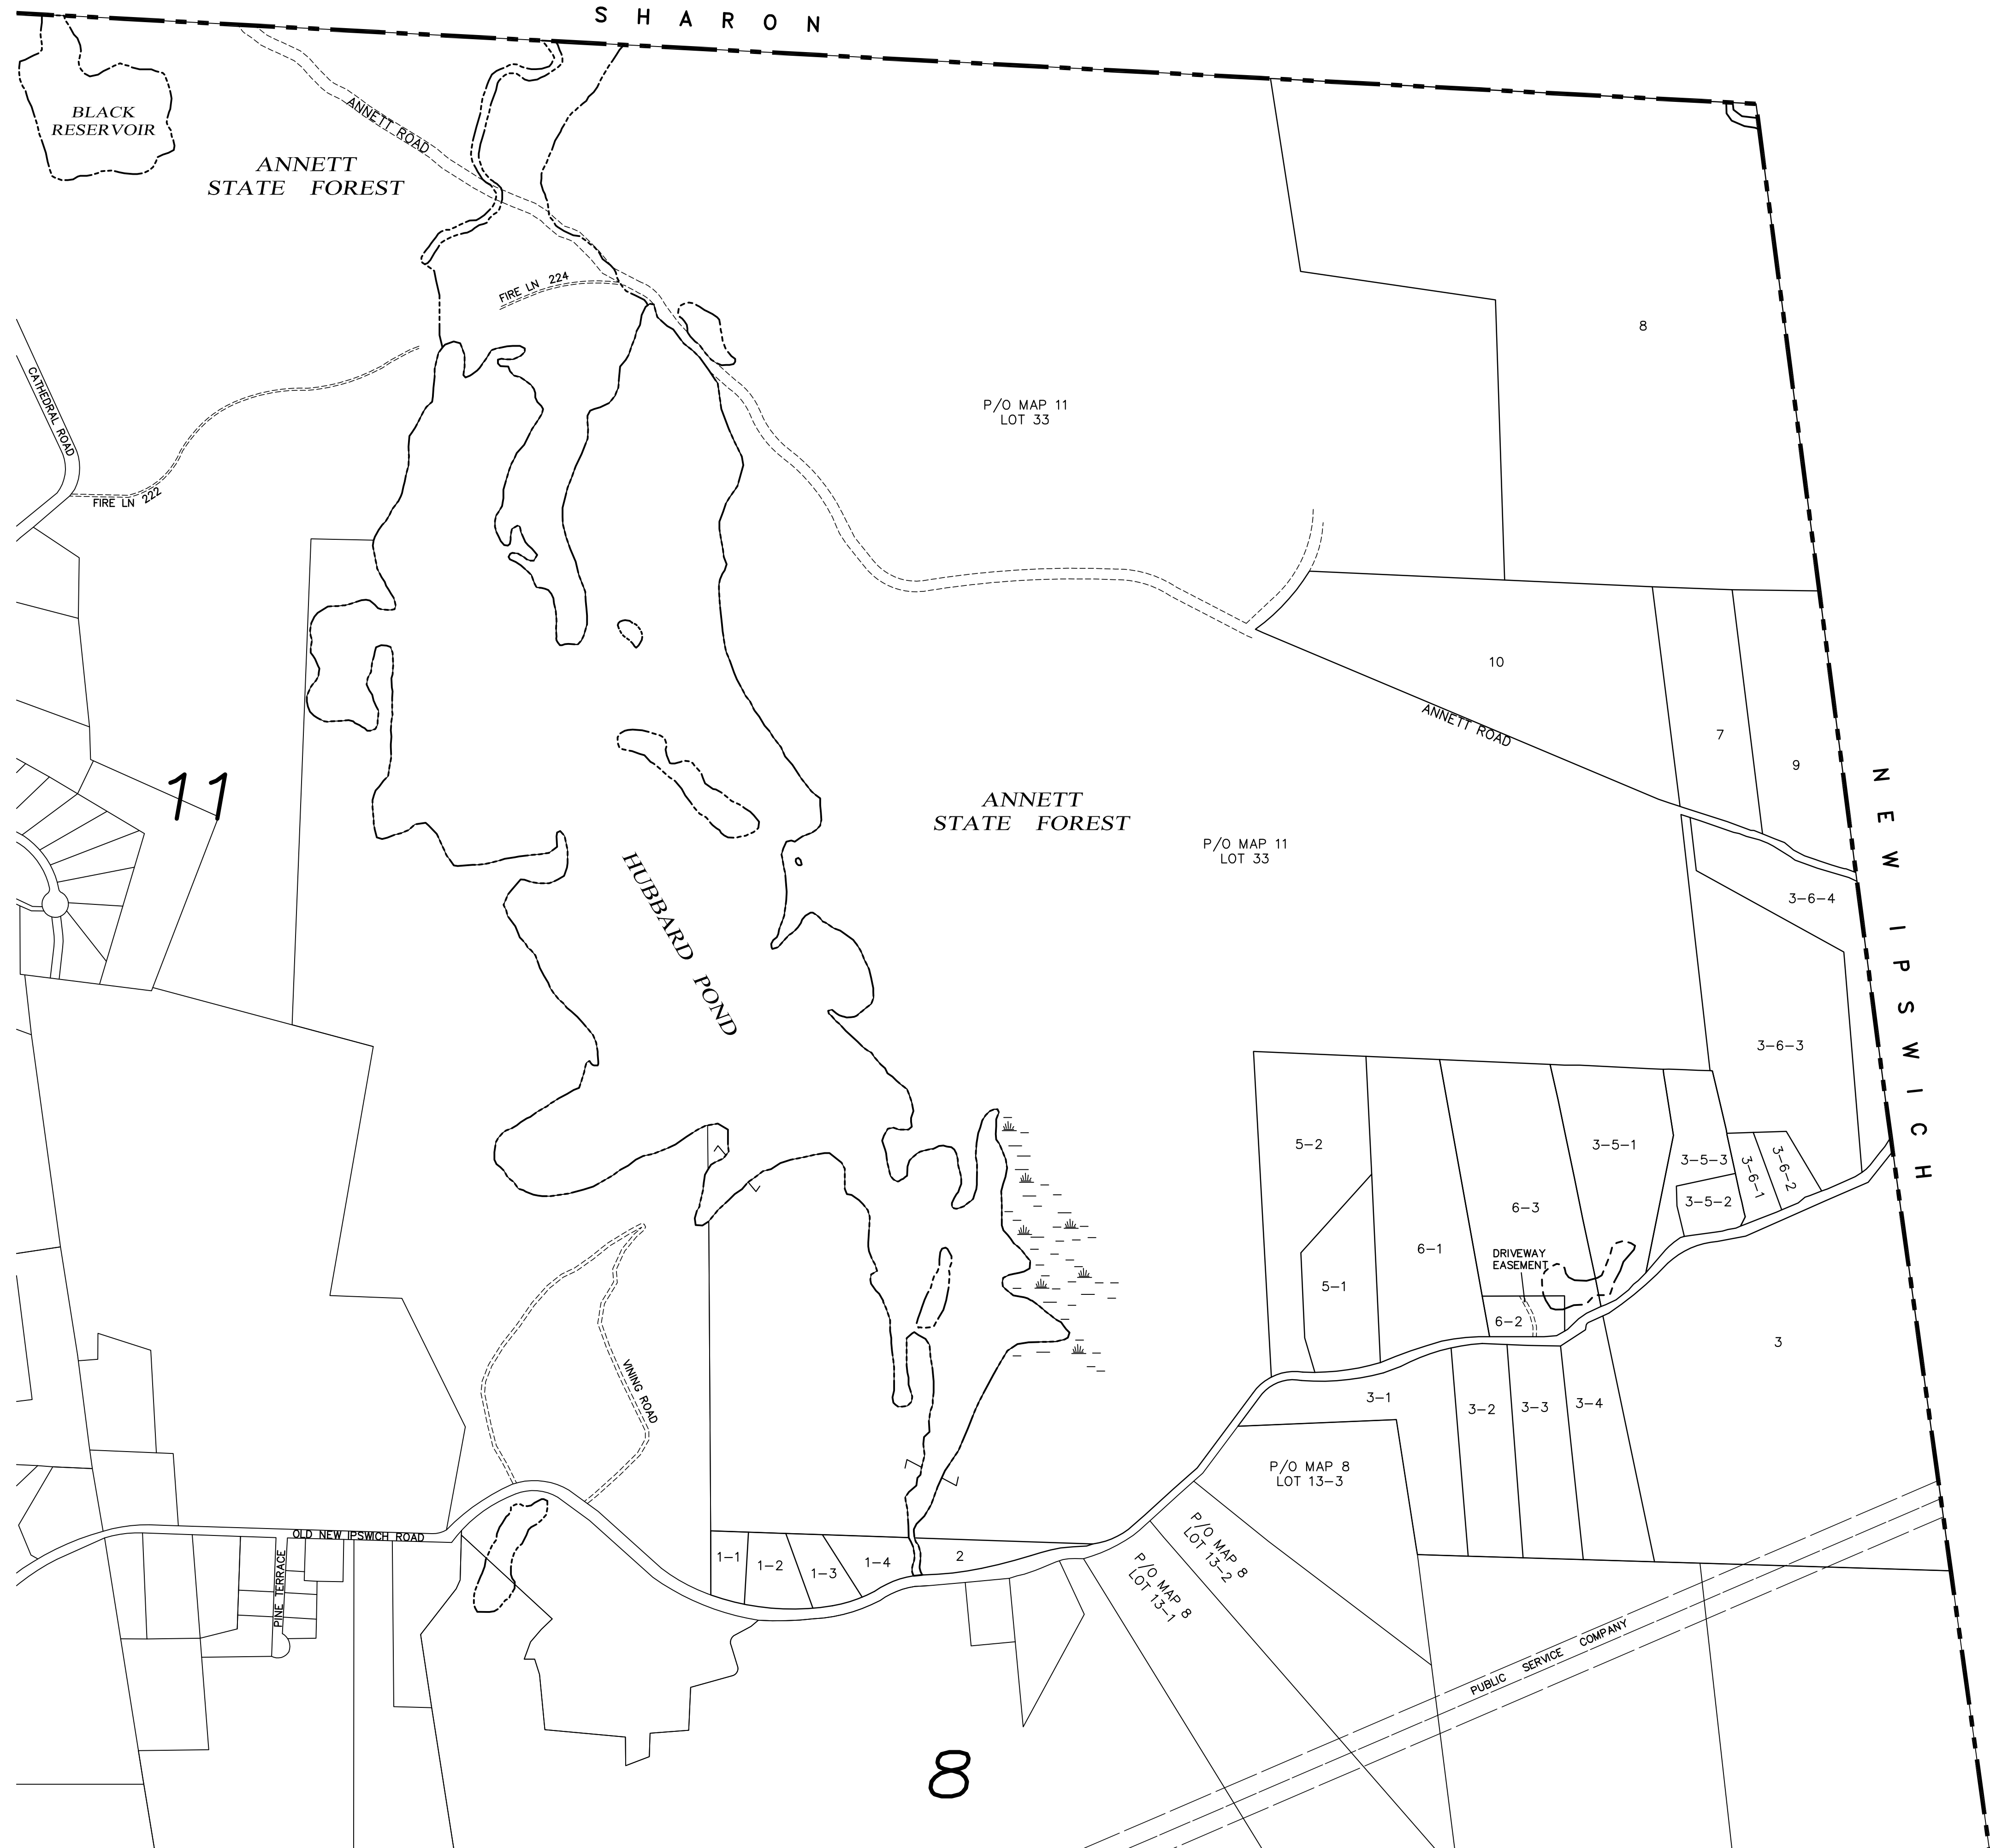 SHARON
BLACK
RESERVOIR
ANNETT ROAD
ANNETT
STATE FOREST
FIRE LN 224
8
CATHEDRAL ROAD
P/O MAP 11
LOT 33
FIRE LN 222
10
ANNETT ROAD
7
9
11
ANNETT
STATE FOREST
P/O MAP 11
LOT 33
NEW IPSWICH
HUBBARD POND
3-6-4
3-6-3
5-2
3-5-1
3-5-3
3-6-1
3-6-2
3-5-2
6-3
6-1
DRIVEWAY
EASEMENT
5-1
6-2
3
VINING ROAD
3-1
3-2
3-3
3-4
P/O MAP 8
LOT 13-3
OLD NEW IPSWICH ROAD
PINE TERRACE
1-1
1-2
1-3
1-4
2
P/O MAP 8
LOT 13-2
P/O MAP 8
LOT 13-1
PUBLIC SERVICE COMPANY
8